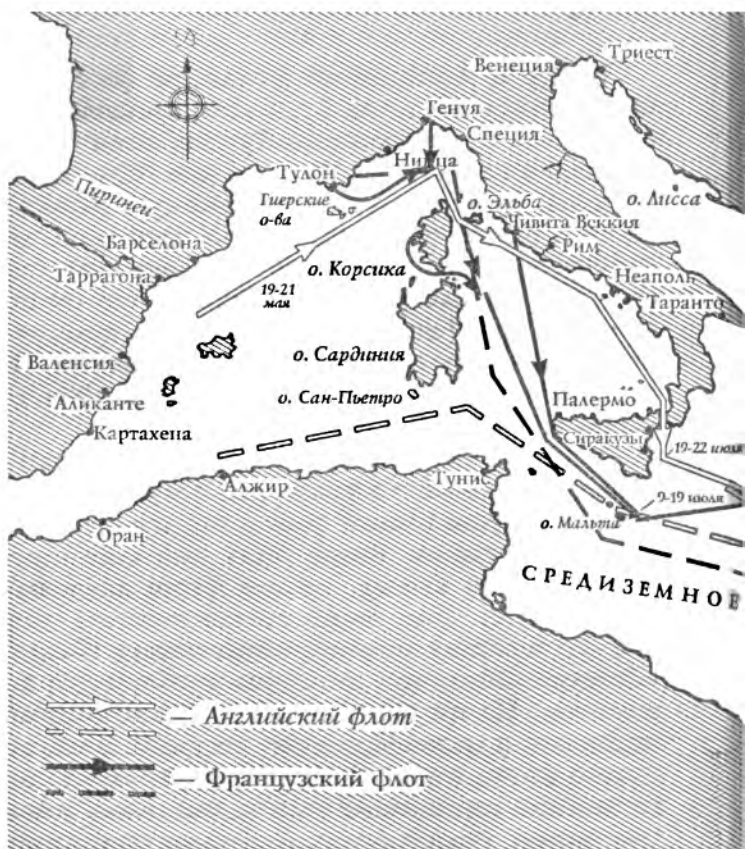 Венеция
Триест
Генуя
Специя
Ницца
Тулон
Гиерские
о-ва
о. Эльба
о. Лисса
Чивита Веккия
Рим
Пиринеи
Барселона
Таррагона
19-21
мая
о. Корсика
Неаполь
Таранто
Валенсия
о. Сардиния
Аликанте
о. Сан-Пьетро
Палермо
Картахена
Сиракузы
19-22 июля
Алжир
Тунис
9-19 июля
Оран
о. Мальта
СРЕДИЗЕМНОЕ
— Английский флот
— Французский флот